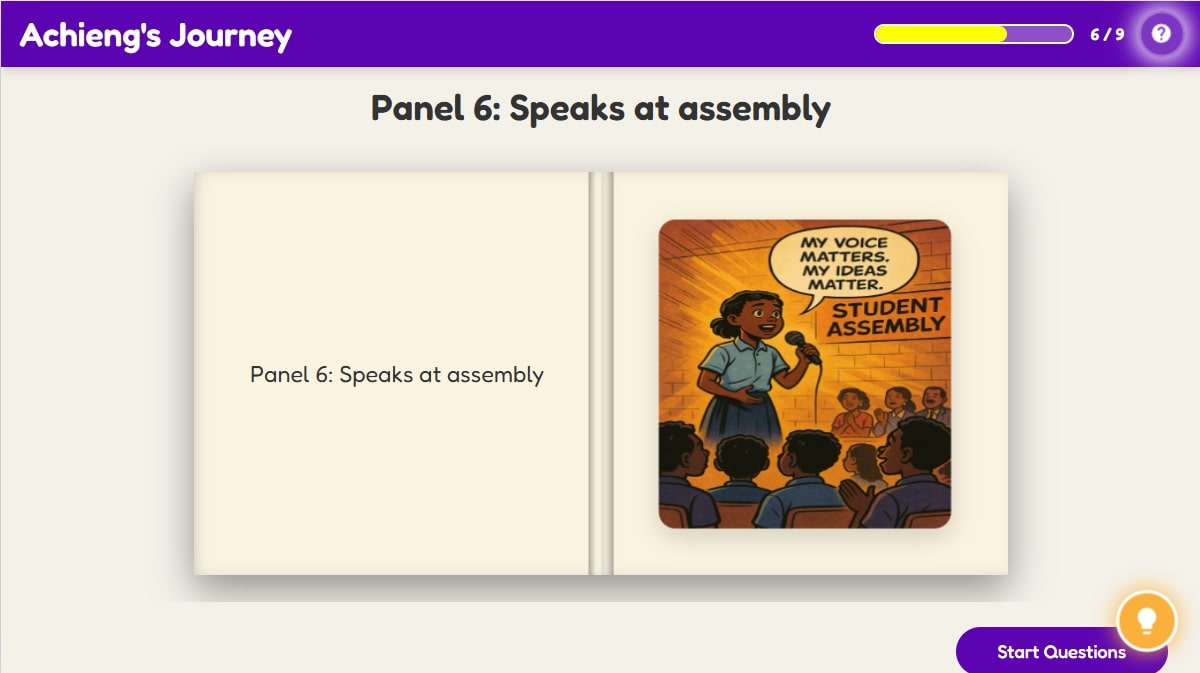 Achieng's Journey
6 / 9
?
Panel 6: Speaks at assembly
Panel 6: Speaks at assembly
MY VOICE
MATTERS.
MY IDEAS
MATTER.
STUDENT
ASSEMBLY
Start Questions